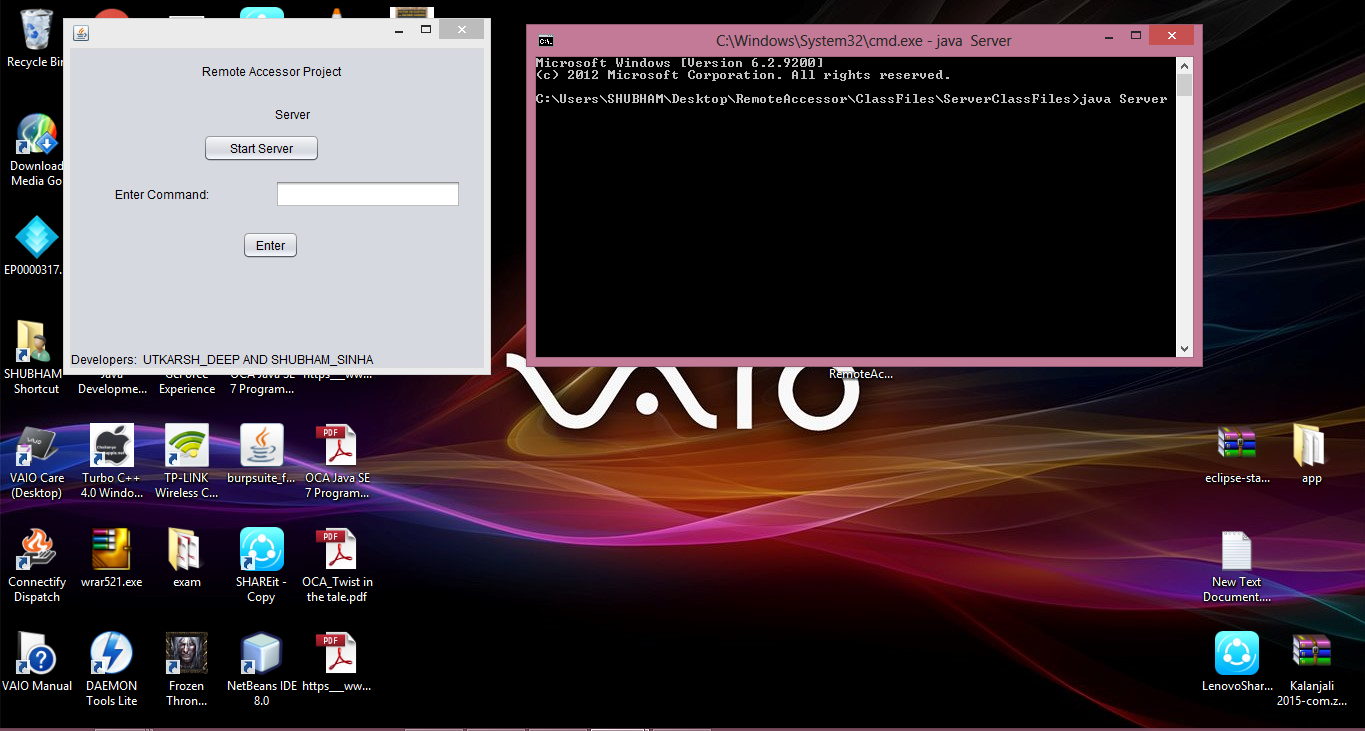 Remote Accessor Project
Server
Start Server
Enter Command:
Enter
Developers: UTKARSH_DEEP AND SHUBHAM_SINHA
C:\Windows\System32\cmd.exe - java Server
Microsoft Windows [Version 6.2.9200]
(c) 2012 Microsoft Corporation. All rights reserved.
C:\Users\SHUBHAM\Desktop\RemoteAccessor\ClassFiles\ServerClassFiles>java Server
Recycle Bin
Download
Media Go
EP0000317.
SHUBHAM
Shortcut
Java
Developme...
GeForce
Experience
OCA Java SE
7 Program...
https___ww...
RemoteAc...
VAIO
VAIO Care
(Desktop)
Turbo C++
4.0 Windo...
TP-LINK
Wireless C...
burpsuite_f...
PDF
OCA Java SE
7 Program...
eclipse-sta...
app
Connectify
Dispatch
wrar521.exe
exam
SHAREit -
Copy
PDF
OCA_Twist in
the tale.pdf
New Text
Document....
VAIO Manual
DAEMON
Tools Lite
Frozen
Thron...
NetBeans IDE
8.0
PDF
https___ww...
LenovoShar...
Kalanjali
2015-com.z...